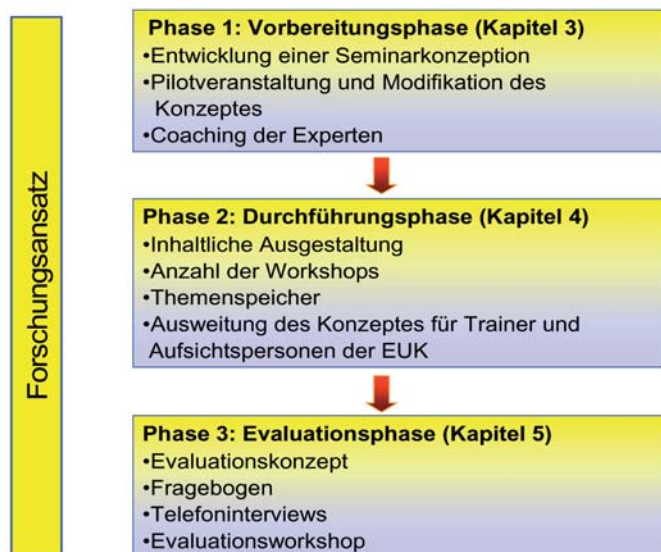 Forschungsansatz
Phase 1: Vorbereitungsphase (Kapitel 3)
•Entwicklung einer Seminarkonzeption
•Pilotveranstaltung und Modifikation des
Konzeptes
•Coaching der Experten
Phase 2: Durchführungsphase (Kapitel 4)
•Inhaltliche Ausgestaltung
•Anzahl der Workshops
•Themenspeicher
•Ausweitung des Konzeptes für Trainer und
Aufsichtspersonen der EUK
Phase 3: Evaluationsphase (Kapitel 5)
•Evaluationskonzept
•Fragebogen
•Telefoninterviews
•Evaluationsworkshop